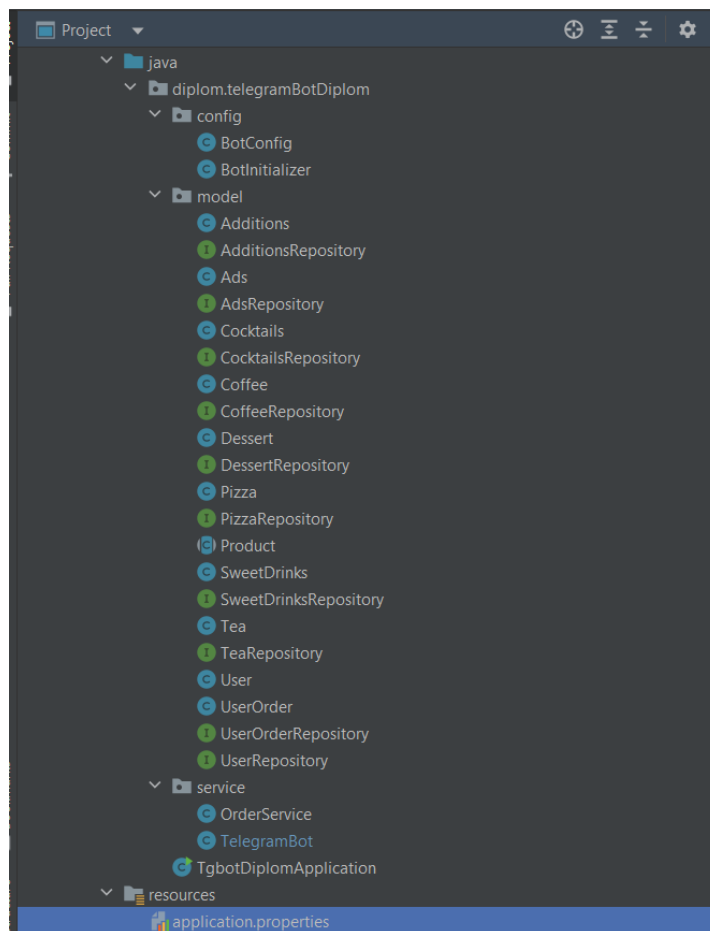 Project
java
diplom.telegramBotDiplom
config
BotConfig
BotInitializer
model
Additions
AdditionsRepository
Ads
AdsRepository
Cocktails
CocktailsRepository
Coffee
CoffeeRepository
Dessert
DessertRepository
Pizza
PizzaRepository
Product
SweetDrinks
SweetDrinksRepository
Tea
TeaRepository
User
UserOrder
UserOrderRepository
UserRepository
service
OrderService
TelegramBot
TgbotDiplomApplication
resources
application.properties